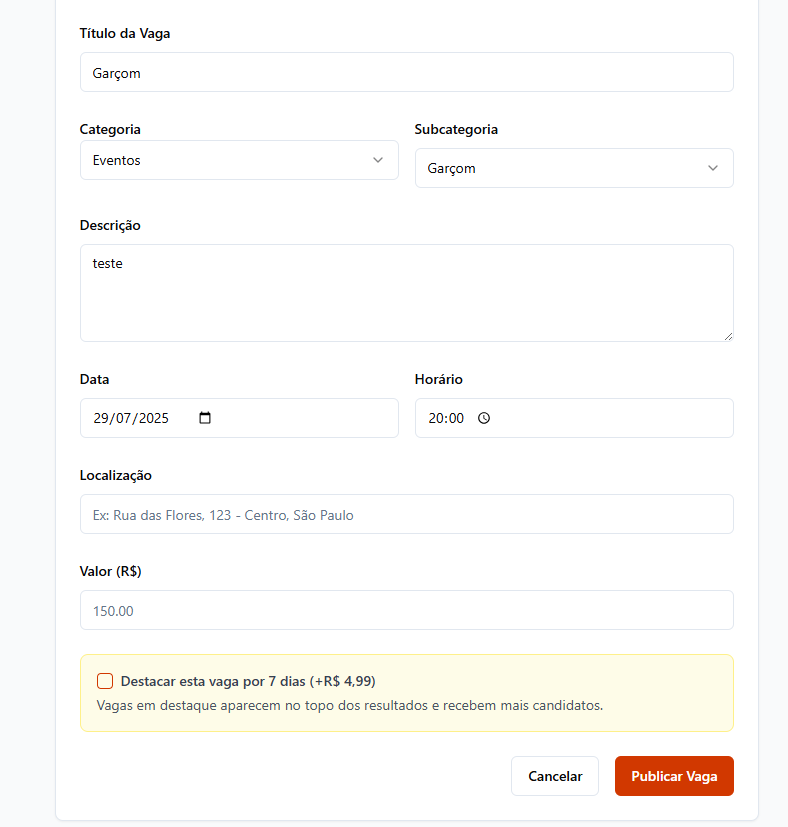 Título da Vaga
Garçom
Categoria
Subcategoria
Eventos
Garçom
Descrição
teste
Data
Horário
29/07/2025
20:00
Localização
Ex: Rua das Flores, 123 - Centro, São Paulo
Valor (R$)
150.00
Destacar esta vaga por 7 dias (+R$ 4,99)
Vagas em destaque aparecem no topo dos resultados e recebem mais candidatos.
Cancelar
Publicar Vaga